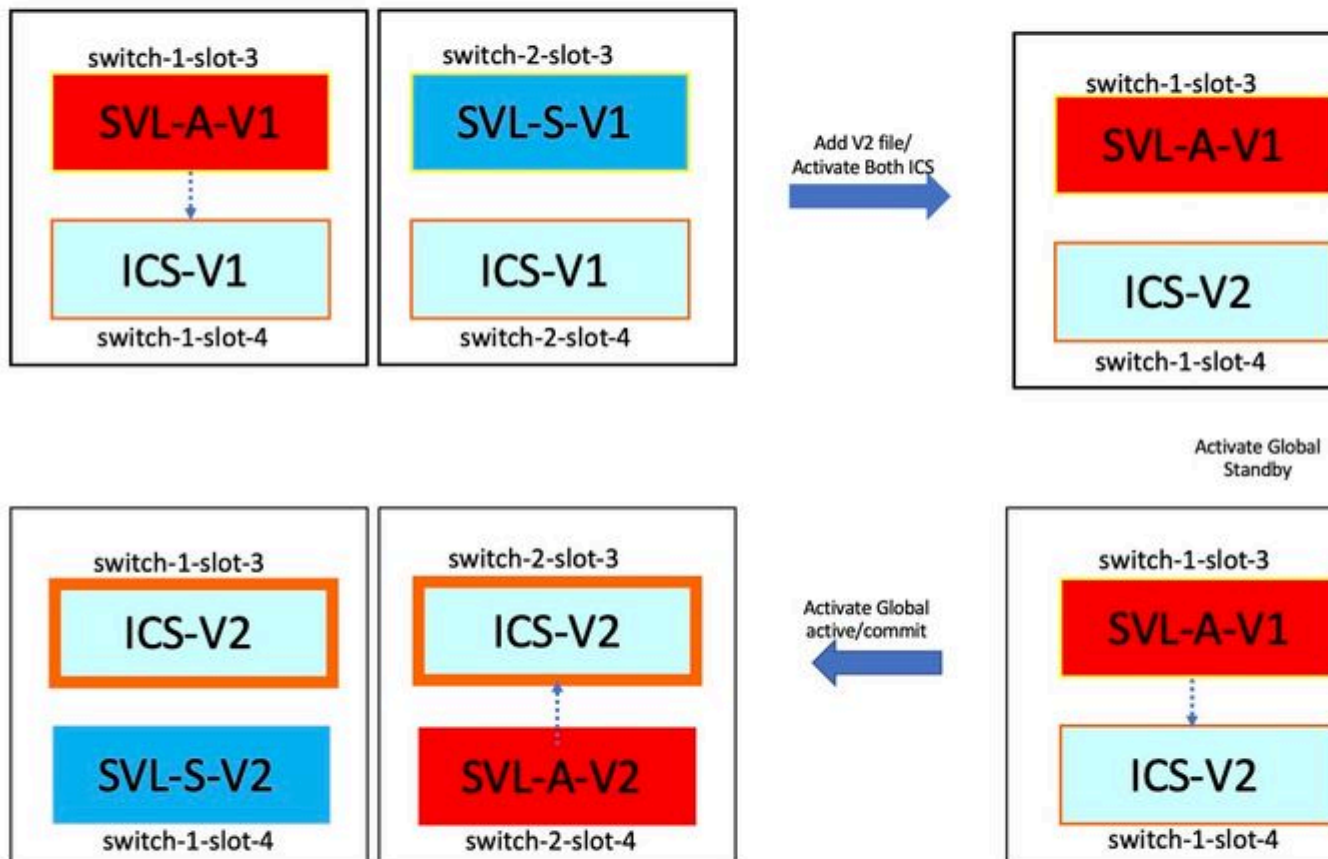 switch-1-slot-3
SVL-A-V1
ICS-V1
switch-1-slot-4
switch-2-slot-3
SVL-S-V1
ICS-V1
switch-2-slot-4
Add V2 file/
Activate Both ICS
switch-1-slot-3
SVL-A-V1
ICS-V2
switch-1-slot-4
Activate Global
Standby
switch-1-slot-3
SVL-A-V1
ICS-V2
switch-1-slot-4
Activate Global
active/commit
switch-1-slot-3
ICS-V2
SVL-S-V2
switch-1-slot-4
switch-2-slot-3
ICS-V2
SVL-A-V2
switch-2-slot-4